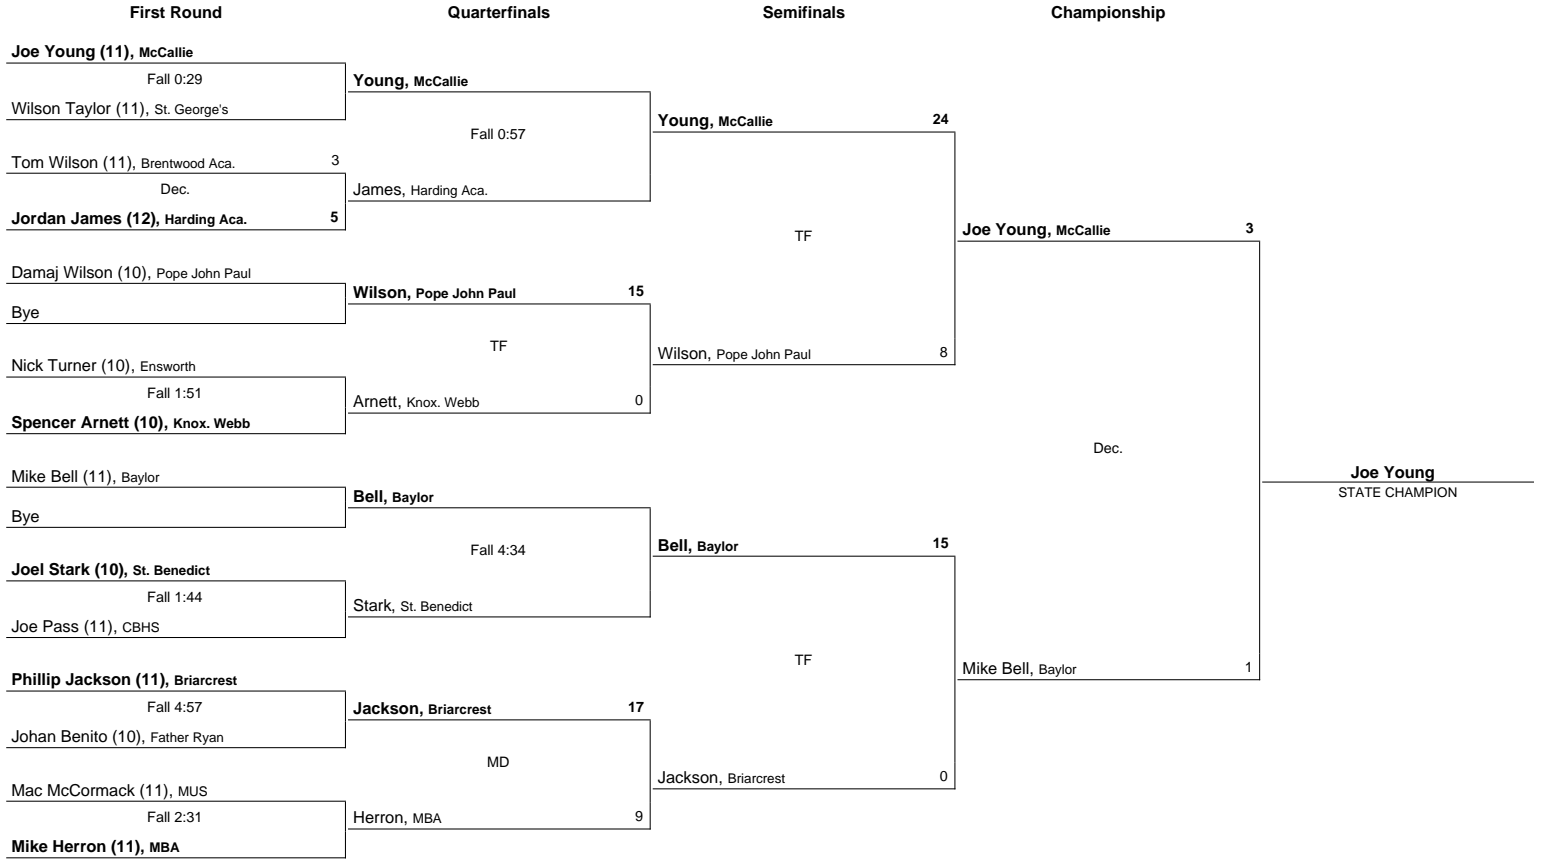 First Round Quarterfinals Semifinals Championship
Joe Young (11), McCallie
Fall 0:29
Young, McCallie
Wilson Taylor (11), St. George's
Young, McCallie 24
Fall 0:57
Tom Wilson (11), Brentwood Aca. 3
Dec.
James, Harding Aca.
Jordan James (12), Harding Aca. 5
Joe Young, McCallie 3
TF
Damaj Wilson (10), Pope John Paul
Wilson, Pope John Paul 15
Bye
TF
Wilson, Pope John Paul 8
Nick Turner (10), Ensworth
Fall 1:51
Arnett, Knox. Webb 0
Spencer Arnett (10), Knox. Webb
Dec.
Joe Young
STATE CHAMPION
Mike Bell (11), Baylor
Bell, Baylor
Bye
Bell, Baylor 15
Fall 4:34
Joel Stark (10), St. Benedict
Fall 1:44
Stark, St. Benedict
Joe Pass (11), CBHS
TF
Mike Bell, Baylor 1
Phillip Jackson (11), Briarcrest
Fall 4:57
Jackson, Briarcrest 17
Johan Benito (10), Father Ryan
MD
Jackson, Briarcrest 0
Mac McCormack (11), MUS
Fall 2:31
Herron, MBA 9
Mike Herron (11), MBA